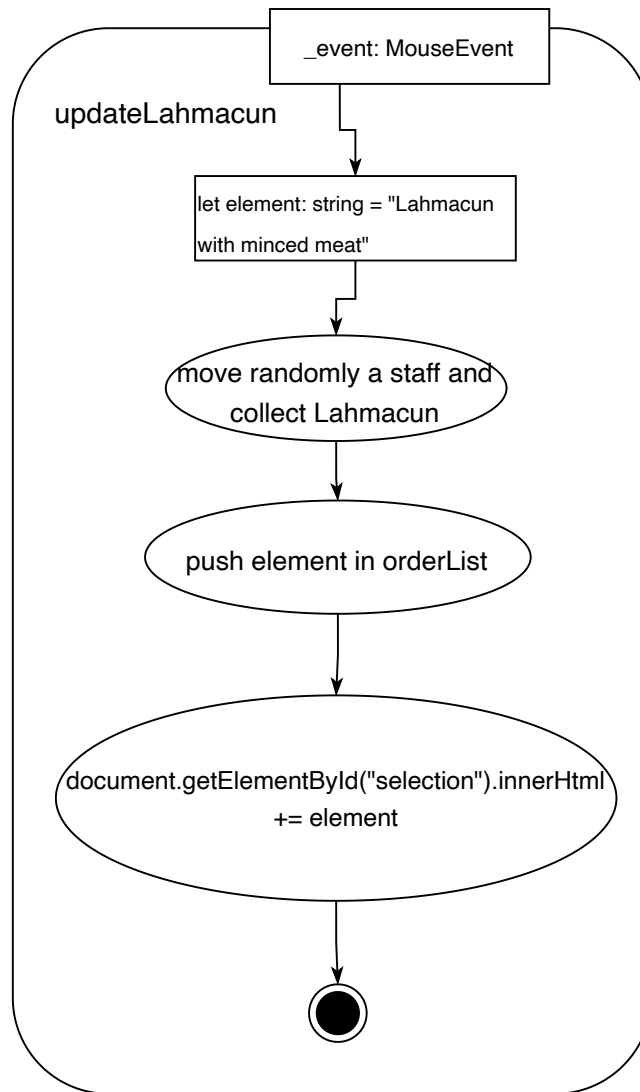 _event: MouseEvent
updateLahmacun
let element: string = "Lahmacun
with minced meat"
move randomly a staff and
collect Lahmacun
push element in orderList
document.getElementById("selection").innerHtml
+= element